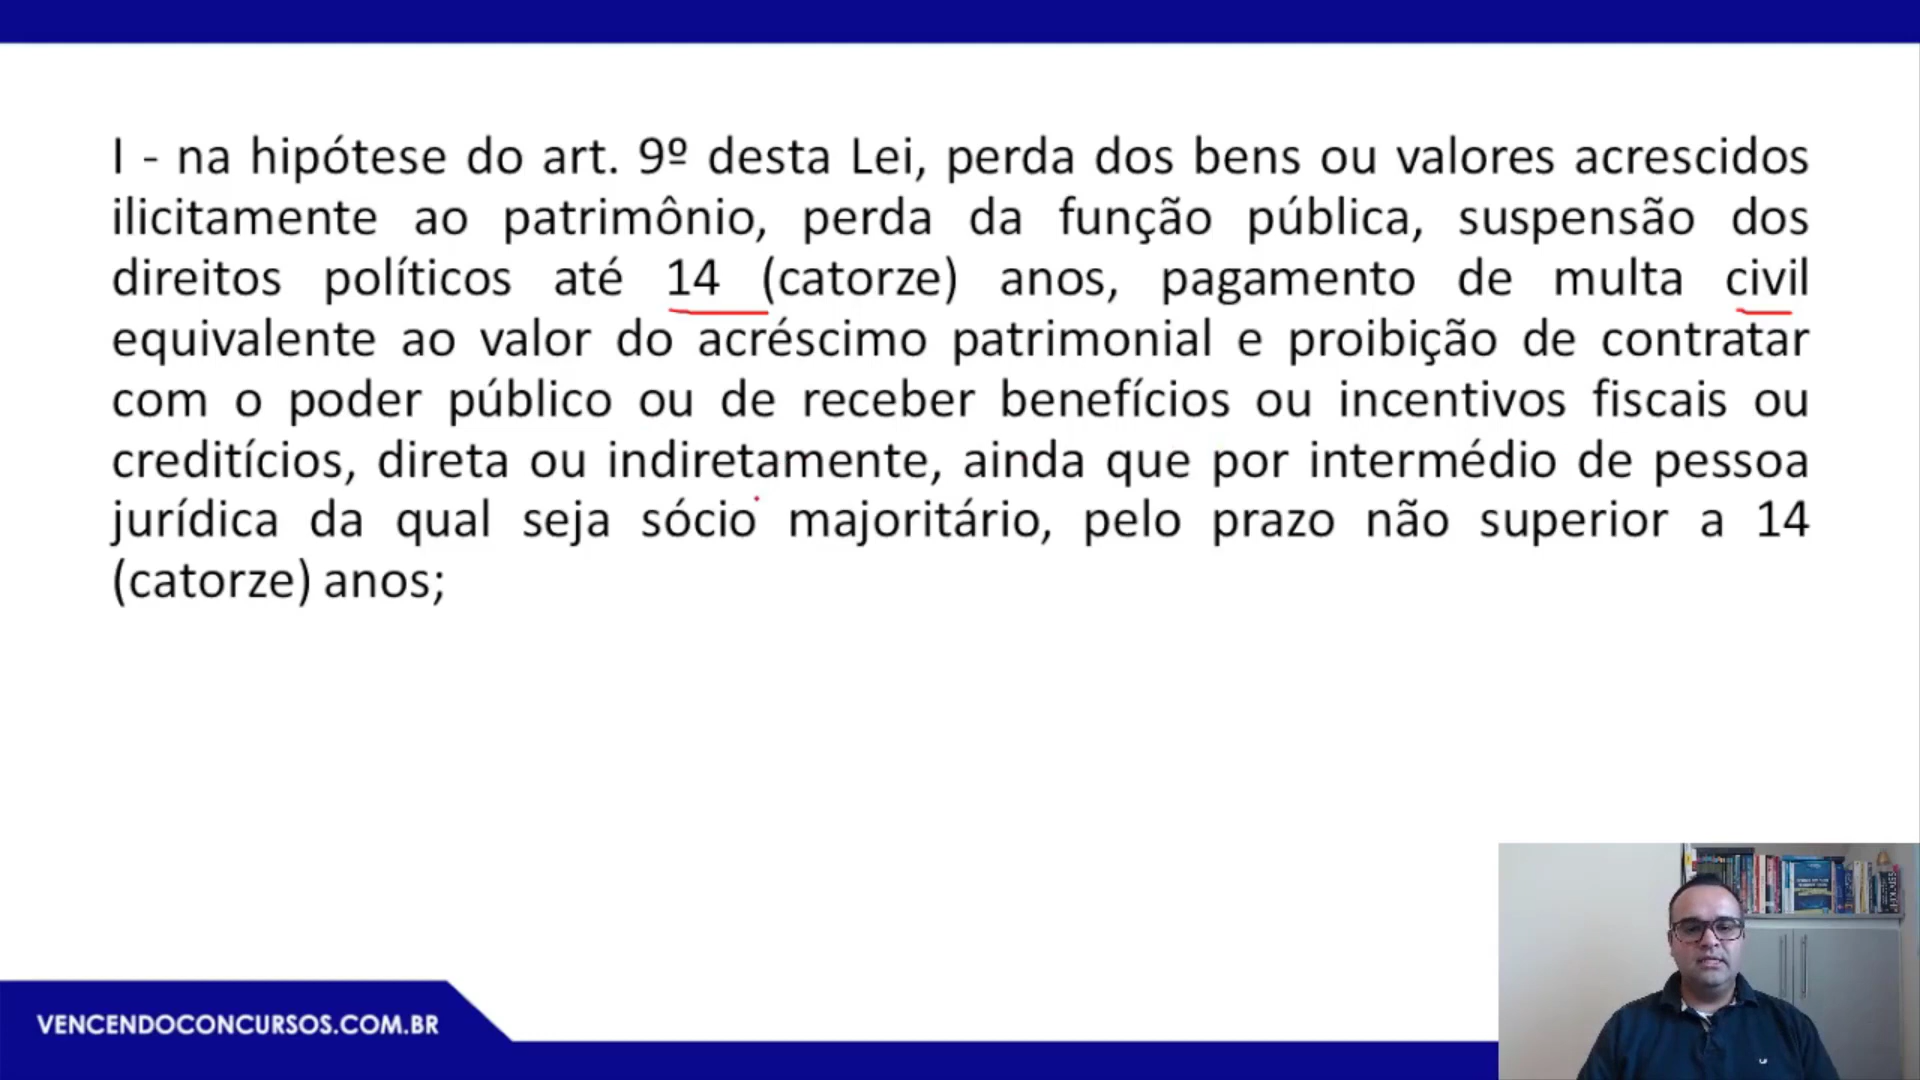 I - na hipótese do art. 9º desta Lei, perda dos bens ou valores acrescidos
ilicitamente ao patrimônio, perda da função pública, suspensão dos
direitos políticos até 14 (catorze) anos, pagamento de multa civil
equivalente ao valor do acréscimo patrimonial e proibição de contratar
com o poder público ou de receber benefícios ou incentivos fiscais ou
creditícios, direta ou indiretamente, ainda que por intermédio de pessoa
jurídica da qual seja sócio majoritário, pelo prazo não superior a 14
(catorze) anos;
VENCENDOCONCURSOS.COM.BR